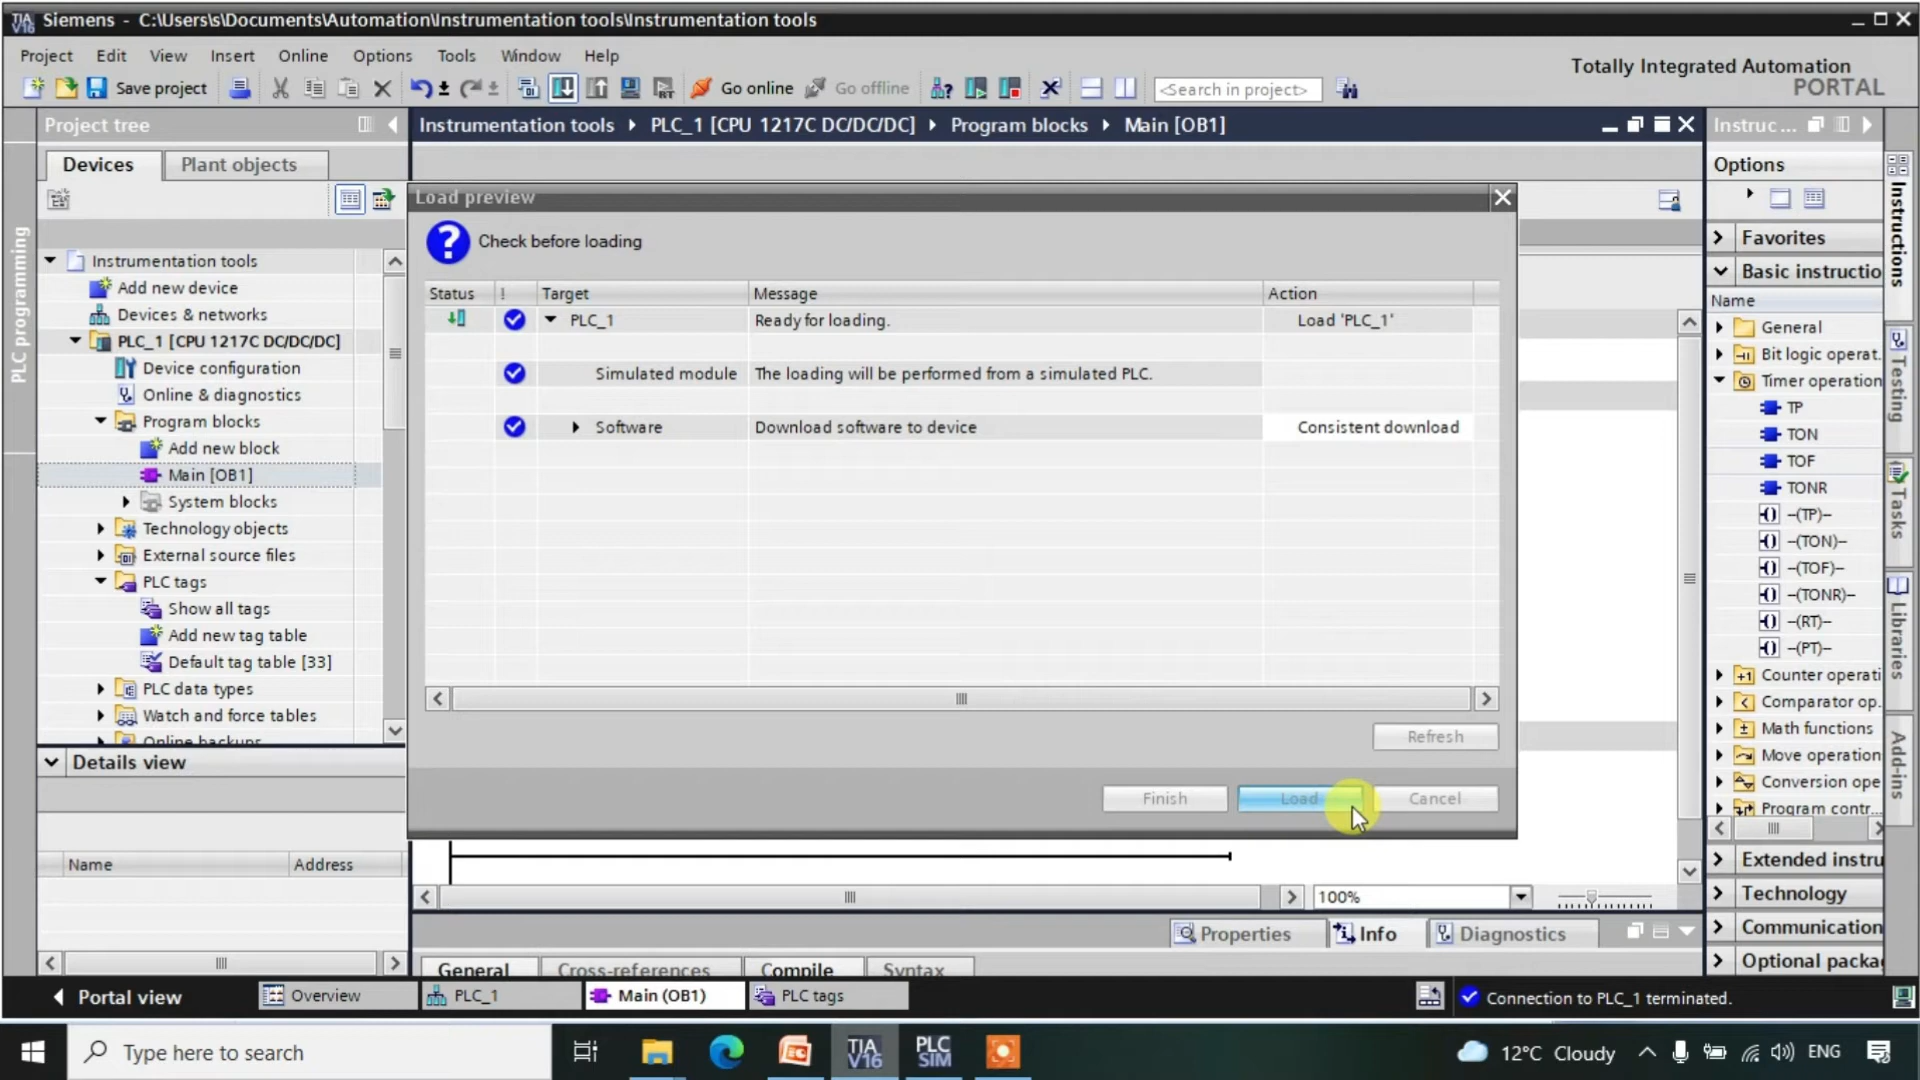 Siemens - C:\Users\s\Documents\Automation\Instrumentation tools\Instrumentation tools
Project Edit View Insert Online Options Tools Window Help
Totally Integrated Automation
PORTAL
Save project Go online Go offline <Search in project>
Project tree
Instrumentation tools PLC_1 [CPU 1217C DC/DC/DC] Program blocks Main [OB1]
Instruc...
Devices Plant objects
Options
Load preview
Check before loading
Status ! Target Message Action
PLC_1 Ready for loading. Load 'PLC_1'
Simulated module The loading will be performed from a simulated PLC.
Software Download software to device Consistent download
Refresh
Finish Load Cancel
PLC programming
Instrumentation tools
Add new device
Devices & networks
PLC_1 [CPU 1217C DC/DC/DC]
Device configuration
Online & diagnostics
Program blocks
Add new block
Main [OB1]
System blocks
Technology objects
External source files
PLC tags
Show all tags
Add new tag table
Default tag table [33]
PLC data types
Watch and force tables
Online backups
Details view
Name Address
Favorites
Basic instructio
Name
General
Bit logic operat.
Timer operation
TP
TON
TOF
TONR
-(TP)-
-(TON)-
-(TOF)-
-(TONR)-
-(RT)-
-(PT)-
Counter operati
Comparator op.
Math functions
Move operation
Conversion ope
Program contr...
Extended instru
Technology
Communication
Optional packa
Instructions
Testing
Tasks
Libraries
Add-ins
100%
Properties Info Diagnostics
General Cross-references Compile Syntax
Portal view Overview PLC_1 Main (OB1) PLC tags
Connection to PLC_1 terminated.
Type here to search
TIA V16
PLC SIM
12°C Cloudy
ENG